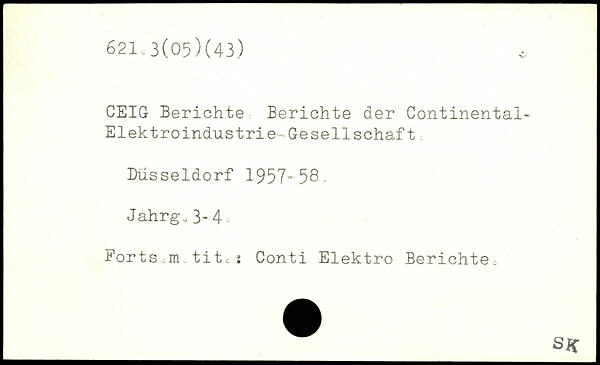 621.3(05)(43)
CEIG Berichte. Berichte der Continental-
Elektroindustrie-Gesellschaft.
Düsseldorf 1957-58.
Jahrg.3-4.
Forts.m.tit.: Conti Elektro Berichte.
SK